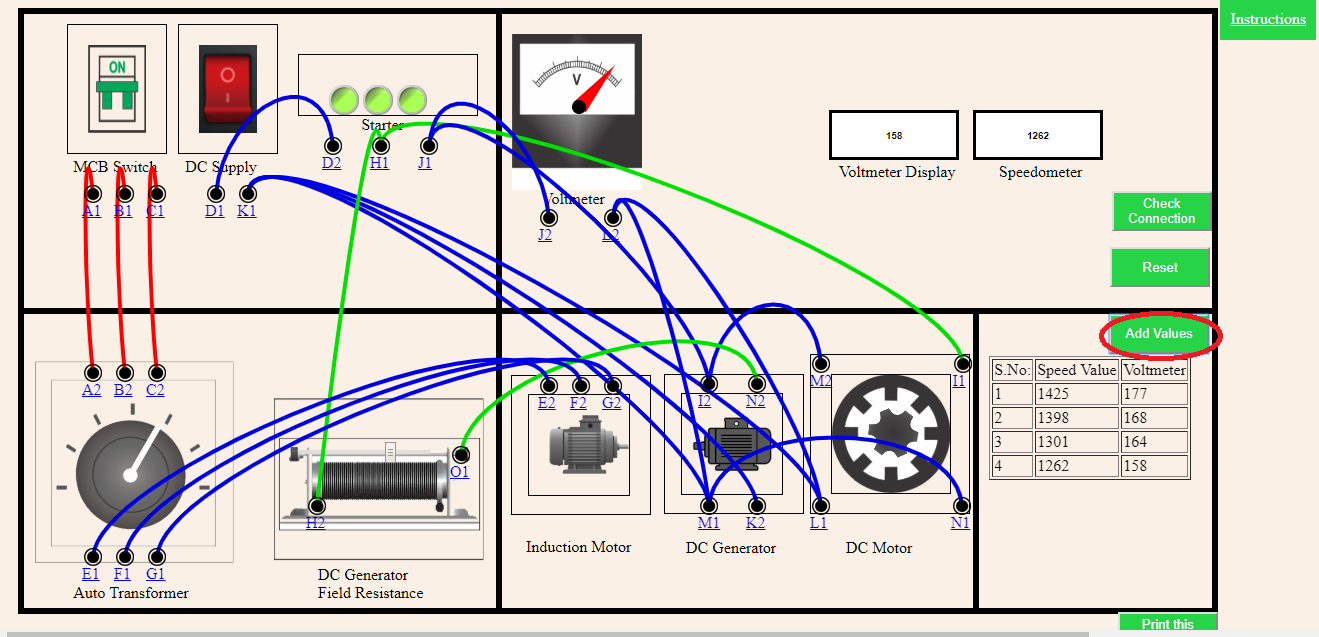 Instructions
ON
V
Starter
MCB Switch
DC Supply
D2
H1
J1
158
1262
Voltmeter Display
Speedometer
A1
B1
C1
D1
K1
Voltmeter
J2
L2
Check
Connection
Reset
Add Values
A2
B2
C2
E2
F2
G2
I2
N2
M2
I1
S.No:
Speed Value
Voltmeter
1
1425
177
2
1398
168
3
1301
164
4
1262
158
O1
H2
M1
K2
L1
N1
Induction Motor
DC Generator
DC Motor
E1
F1
G1
Auto Transformer
DC Generator
Field Resistance
Print this